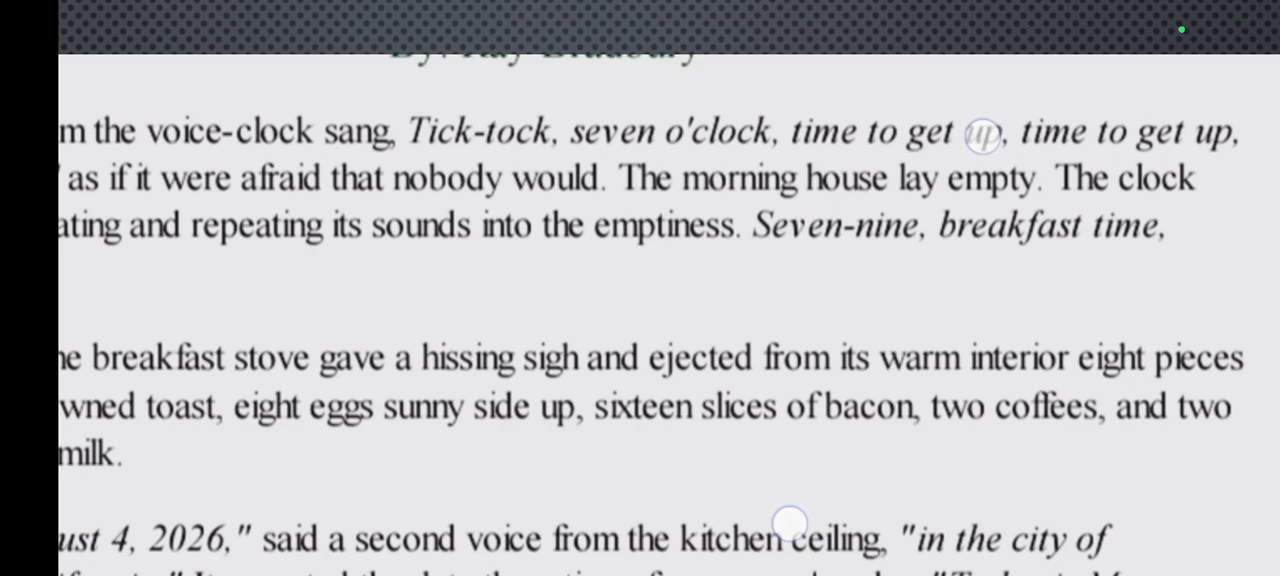 By: Ray Bradbury
m the voice-clock sang, Tick-tock, seven o'clock, time to get up, time to get up,
as if it were afraid that nobody would. The morning house lay empty. The clock
ating and repeating its sounds into the emptiness. Seven-nine, breakfast time,
he breakfast stove gave a hissing sigh and ejected from its warm interior eight pieces
wned toast, eight eggs sunny side up, sixteen slices of bacon, two coffees, and two
milk.
ust 4, 2026," said a second voice from the kitchen ceiling, "in the city of